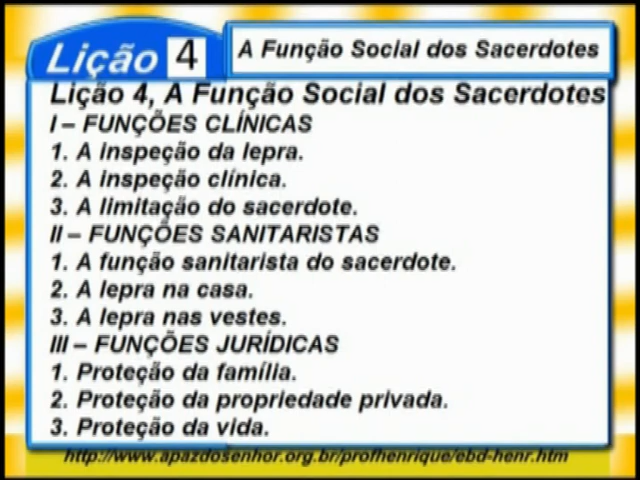 Lição 4
A Função Social dos Sacerdotes
Lição 4, A Função Social dos Sacerdotes
I – FUNÇÕES CLÍNICAS
1. A inspeção da lepra.
2. A inspeção clínica.
3. A limitação do sacerdote.
II – FUNÇÕES SANITARISTAS
1. A função sanitarista do sacerdote.
2. A lepra na casa.
3. A lepra nas vestes.
III – FUNÇÕES JURÍDICAS
1. Proteção da família.
2. Proteção da propriedade privada.
3. Proteção da vida.
http://www.apazdosenhor.org.br/profhenrique/ebd-henr.htm